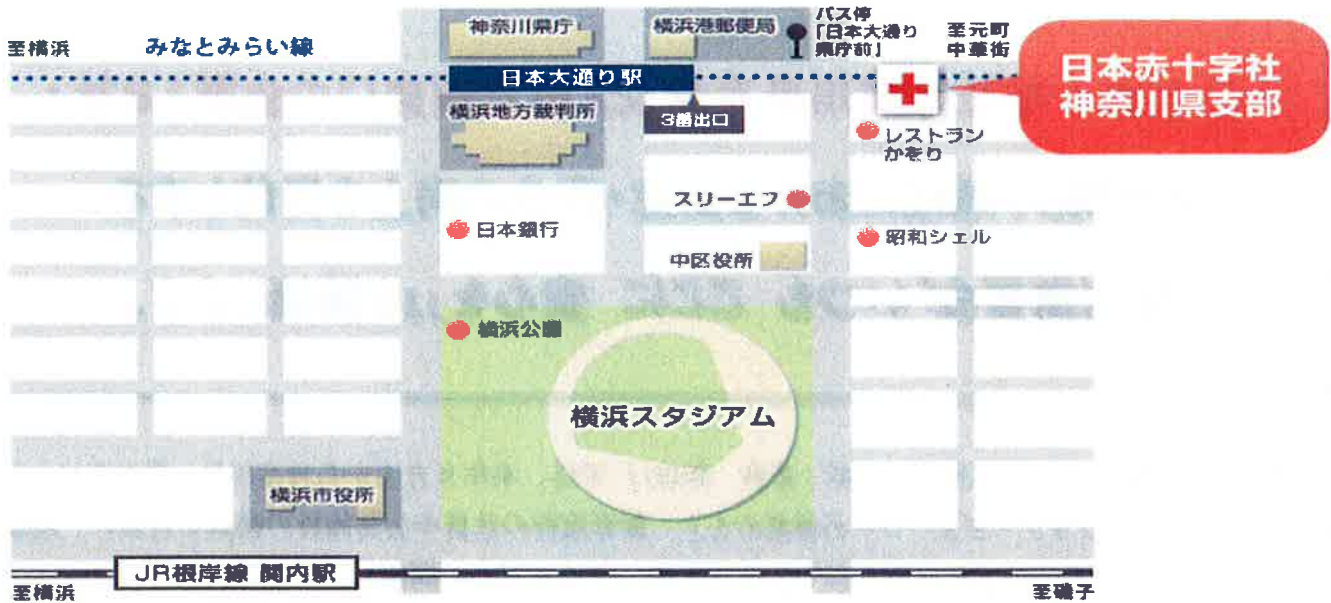 至横浜
みなとみらい線
神奈川県庁
横浜港郵便局
バス停
「日本大通り
県庁前」
至元町
中華街
日本大通り駅
日本赤十字社
神奈川県支部
横浜地方裁判所
3番出口
レストラン
かをり
スリーエフ
日本銀行
昭和シェル
中区役所
横浜公園
横浜スタジアム
横浜市役所
JR根岸線 関内駅
至横浜
至磯子